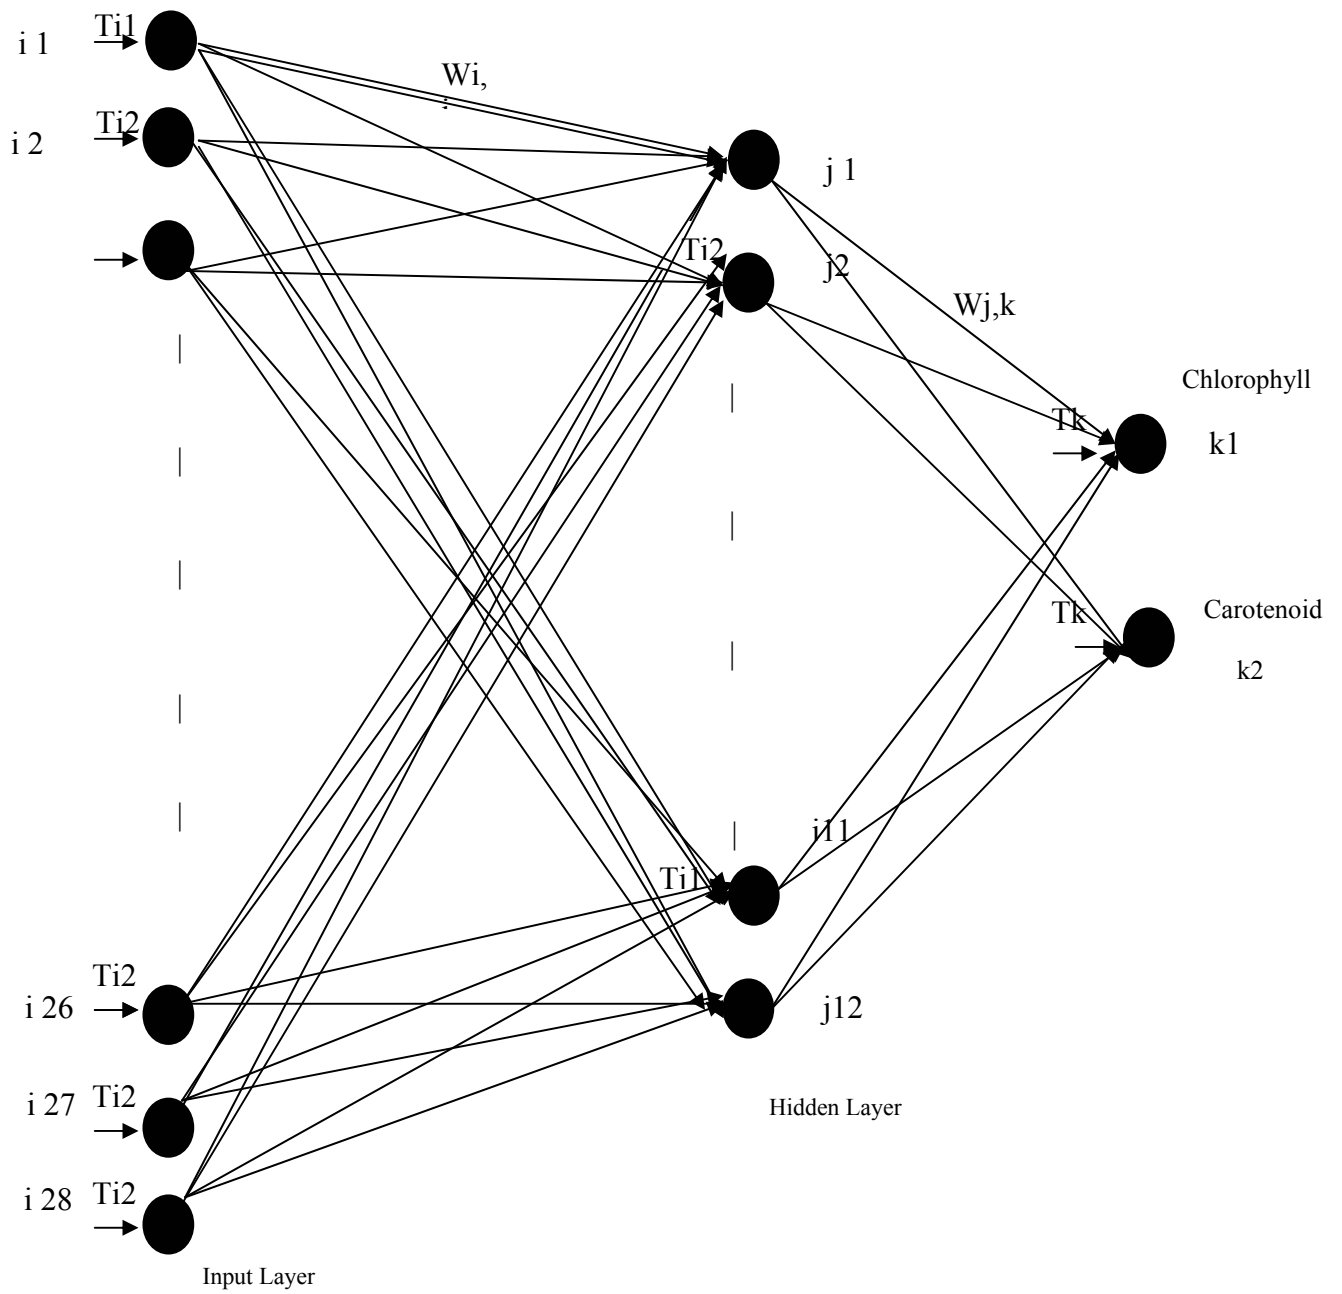 Ti1
i 1
Wi,
Ti2
i 2
j 1
Ti2
j2
Wj,k
Chlorophyll
Tk
k1
Tk
Carotenoid
k2
i11
Ti1
Ti2
i 26
j12
Ti2
i 27
Hidden Layer
Ti2
i 28
Input Layer